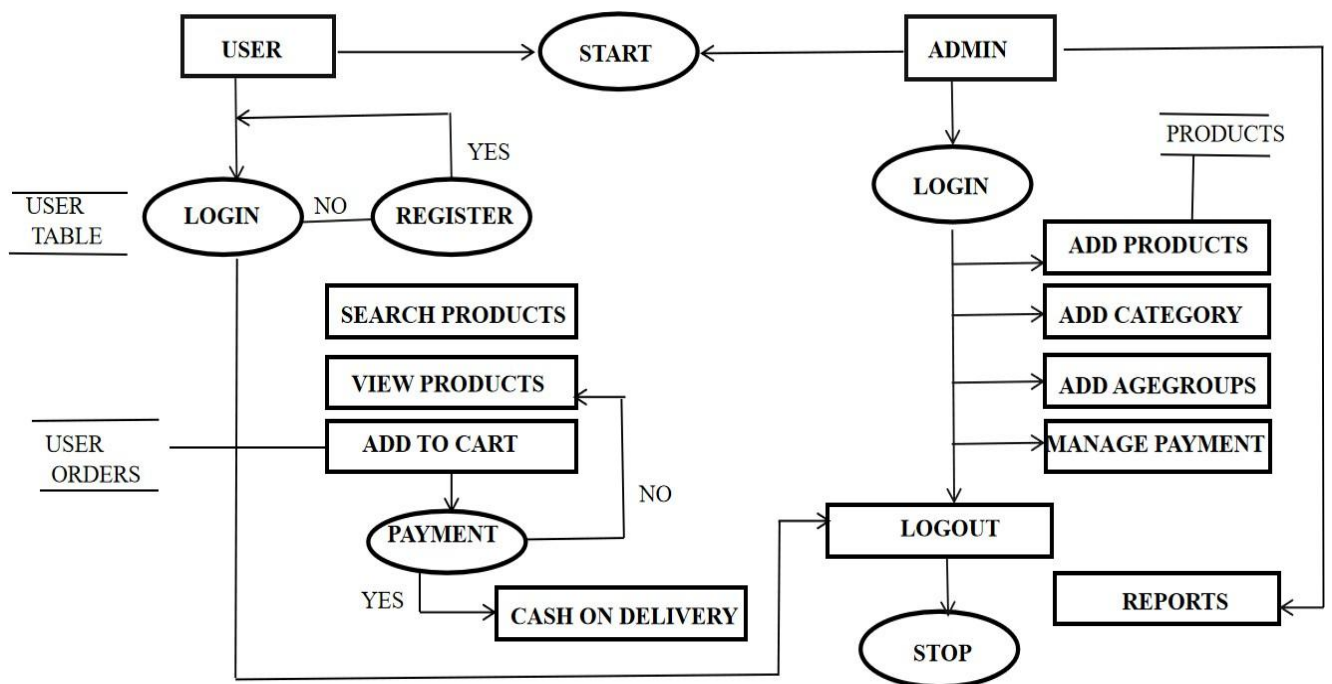 USER
START
ADMIN
PRODUCTS
YES
LOGIN
NO
REGISTER
LOGIN
USER
TABLE
ADD PRODUCTS
SEARCH PRODUCTS
ADD CATEGORY
VIEW PRODUCTS
ADD AGEGROUPS
USER
ORDERS
ADD TO CART
MANAGE PAYMENT
NO
PAYMENT
LOGOUT
YES
CASH ON DELIVERY
REPORTS
STOP